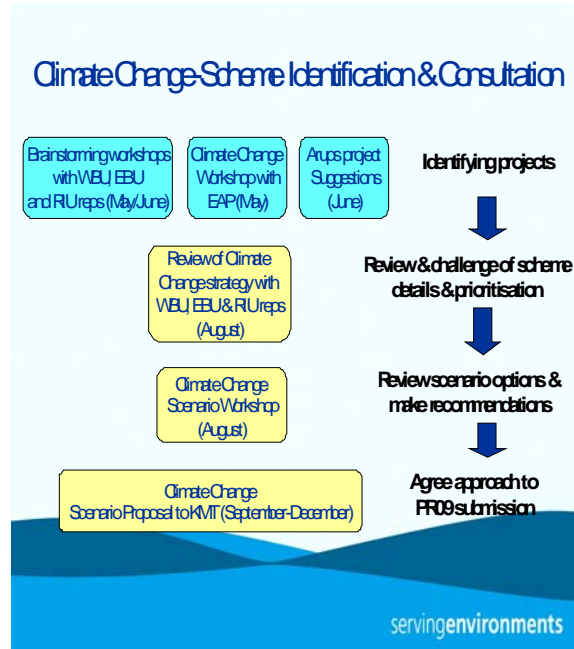 Climate Change-Scheme Identification & Consultation
Brainstorming workshops
with WBU, EBU
and RIU reps (May/June)
Climate Change
Workshop with
EAP (May)
Arups project
Suggestions
(June)
Identifying projects
Review of Climate
Change strategy with
WBU, EBU & RIU reps
(August)
Review & challenge of scheme
details & prioritisation
Climate Change
Scenario Workshop
(August)
Review scenario options &
make recommendations
Climate Change
Scenario Proposal to KMT (September-December)
Agree approach to
PR09 submission
servingenvironments